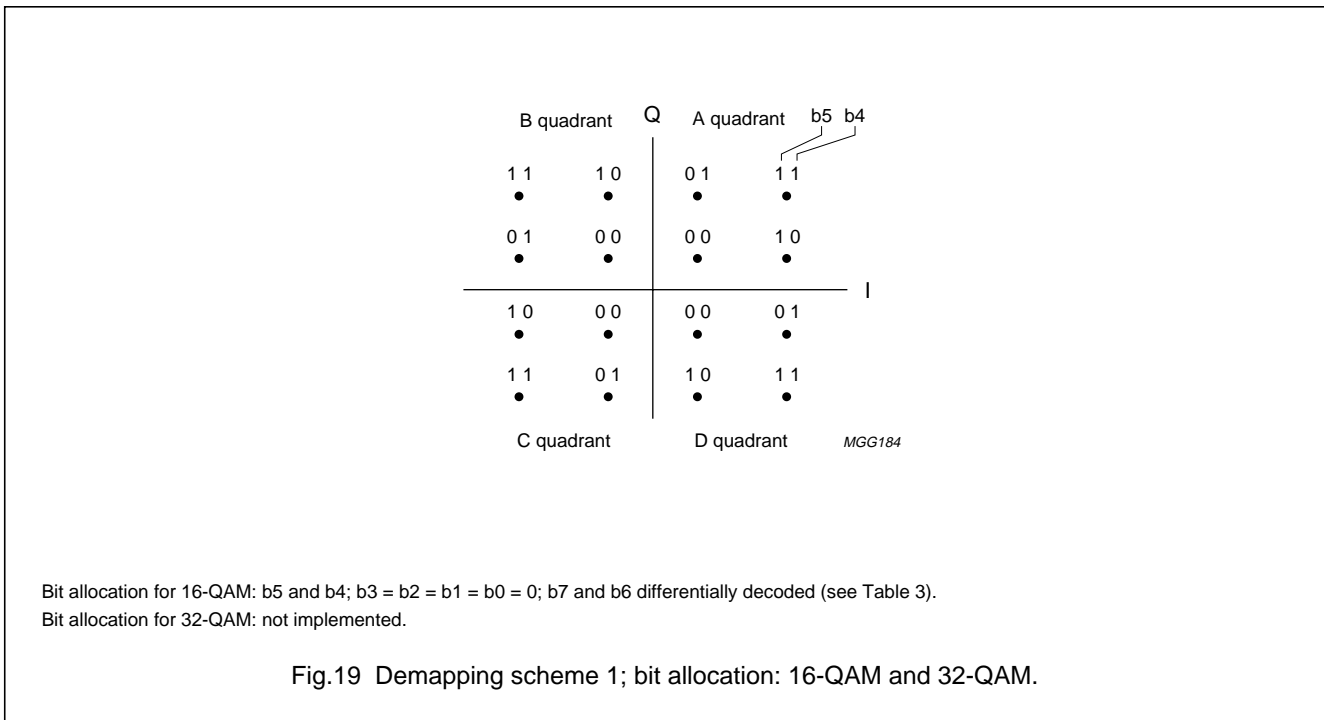 B quadrant Q A quadrant b5 b4
1 1 1 0 0 1 1 1
0 1 0 0 0 0 1 0
I
1 0 0 0 0 0 0 1
1 1 0 1 1 0 1 1
C quadrant D quadrant MGG184
Bit allocation for 16-QAM: b5 and b4; b3 = b2 = b1 = b0 = 0; b7 and b6 differentially decoded (see Table 3).
Bit allocation for 32-QAM: not implemented.
Fig.19 Demapping scheme 1; bit allocation: 16-QAM and 32-QAM.